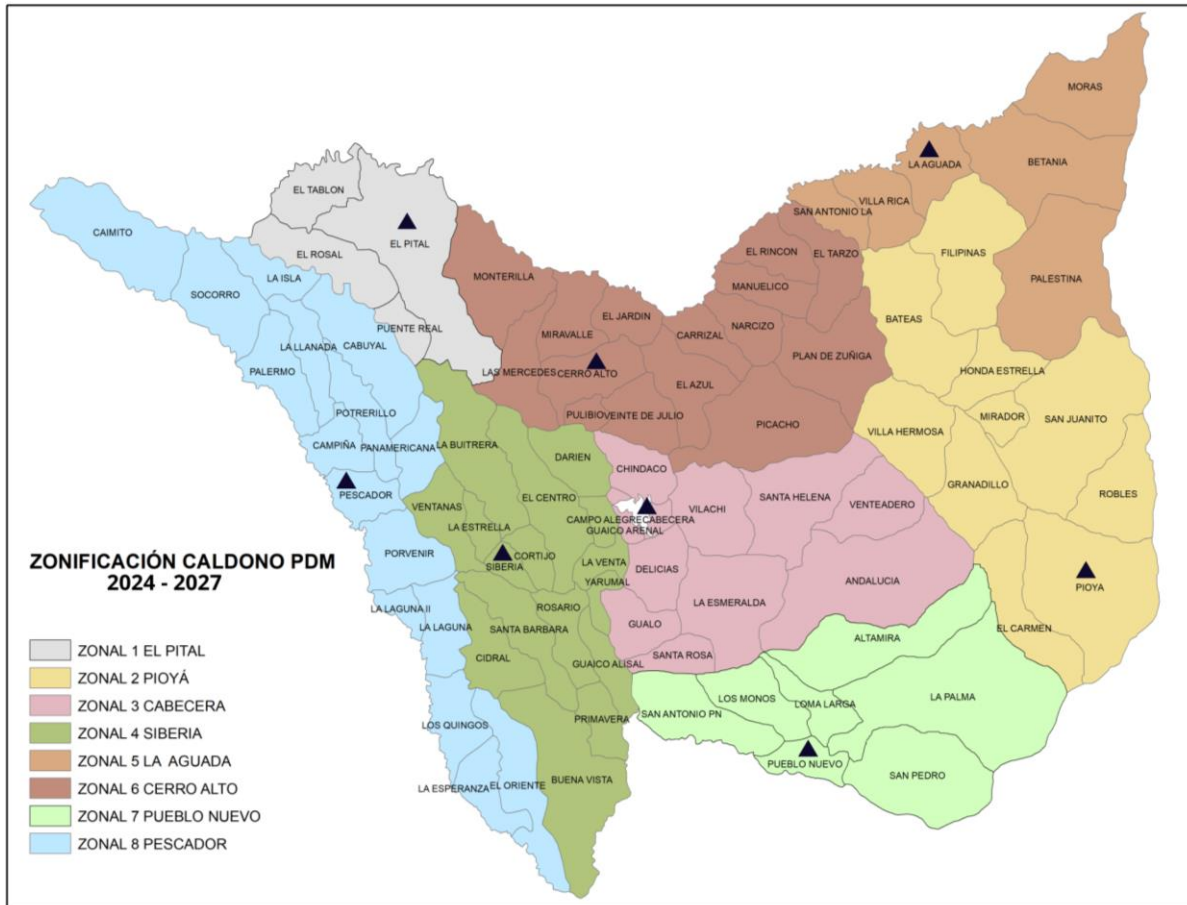 MORAS
LA AGUADA
BETANIA
EL TABLON
VILLA RICA
SAN ANTONIO LA
CAIMITO
EL PITAL
EL RINCON
EL TARZO
FILIPINAS
EL ROSAL
SOCORRO
LA ISLA
MONTERILLA
MANUELICO
PALESTINA
EL JARDIN
BATEAS
PUENTE REAL
MIRAVALLE
CARRIZAL
NARCIZO
LA LLANADA
CABUYAL
PLAN DE ZUÑIGA
PALERMO
LAS MERCEDES
CERRO ALTO
HONDA ESTRELLA
EL AZUL
POTRERILLO
PULIBIO
VEINTE DE JULIO
MIRADOR
SAN JUANITO
PICACHO
VILLA HERMOSA
CAMPIÑA
PANAMERICANA
LA BUITRERA
DARIEN
CHINDACO
GRANADILLO
PESCADOR
EL CENTRO
SANTA HELENA
VENTEADERO
ROBLES
VENTANAS
VILACHI
CAMPO ALEGRE
CABECERA
LA ESTRELLA
GUAICO ARENAL
PORVENIR
CORTIJO
SIBERIA
LA VENTA
DELICIAS
ANDALUCIA
PIOYA
YARUMAL
LA ESMERALDA
LA LAGUNA II
LA LAGUNA
ROSARIO
SANTA BARBARA
GUALO
EL CARMEN
ALTAMIRA
CIDRAL
GUAICO ALISAL
SANTA ROSA
LOS MONOS
LOMA LARGA
LA PALMA
SAN ANTONIO PN
LOS QUINGOS
PRIMAVERA
PUEBLO NUEVO
SAN PEDRO
BUENA VISTA
LA ESPERANZA
EL ORIENTE
ZONIFICACIÓN CALDONO PDM
2024 - 2027
ZONAL 1 EL PITAL
ZONAL 2 PIOYÁ
ZONAL 3 CABECERA
ZONAL 4 SIBERIA
ZONAL 5 LA AGUADA
ZONAL 6 CERRO ALTO
ZONAL 7 PUEBLO NUEVO
ZONAL 8 PESCADOR